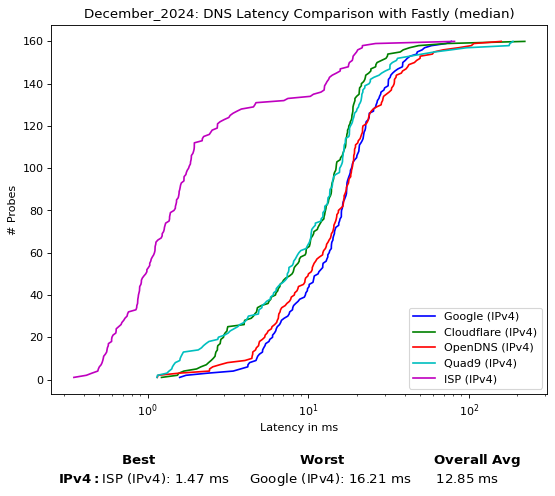 December_2024: DNS Latency Comparison with Fastly (median)
160
140
120
100
80
60
40
20
0
# Probes
10⁰
10¹
10²
Latency in ms
Google (IPv4)
Cloudflare (IPv4)
OpenDNS (IPv4)
Quad9 (IPv4)
ISP (IPv4)
Best Worst Overall Avg
IPv4: ISP (IPv4): 1.47 ms Google (IPv4): 16.21 ms 12.85 ms